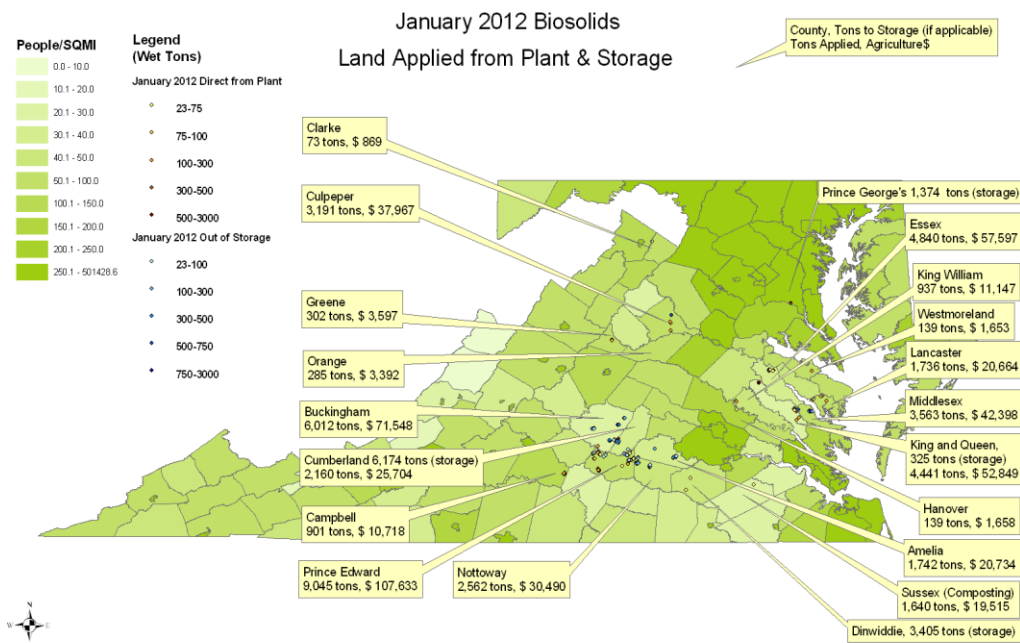 January 2012 Biosolids
Land Applied from Plant & Storage
County, Tons to Storage (if applicable)
Tons Applied, Agriculture$
People/SQMI
0.0 - 10.0
10.1 - 20.0
20.1 - 30.0
30.1 - 40.0
40.1 - 50.0
50.1 - 100.0
100.1 - 150.0
150.1 - 200.0
200.1 - 250.0
250.1 - 501428.6
Legend
(Wet Tons)
January 2012 Direct from Plant
23-75
75-100
100-300
300-500
500-3000
January 2012 Out of Storage
23-100
100-300
300-500
500-750
750-3000
Clarke
73 tons, $ 869
Culpeper
3,191 tons, $ 37,967
Greene
302 tons, $ 3,597
Orange
285 tons, $ 3,392
Buckingham
6,012 tons, $ 71,548
Cumberland 6,174 tons (storage)
2,160 tons, $ 25,704
Campbell
901 tons, $ 10,718
Prince Edward
9,045 tons, $ 107,633
Nottoway
2,562 tons, $ 30,490
Prince George's 1,374 tons (storage)
Essex
4,840 tons, $ 57,597
King William
937 tons, $ 11,147
Westmoreland
139 tons, $ 1,653
Lancaster
1,736 tons, $ 20,664
Middlesex
3,563 tons, $ 42,398
King and Queen,
325 tons (storage)
4,441 tons, $ 52,849
Hanover
139 tons, $ 1,658
Amelia
1,742 tons, $ 20,734
Sussex (Composting)
1,640 tons, $ 19,515
Dinwiddie, 3,405 tons (storage)
N
W E
S